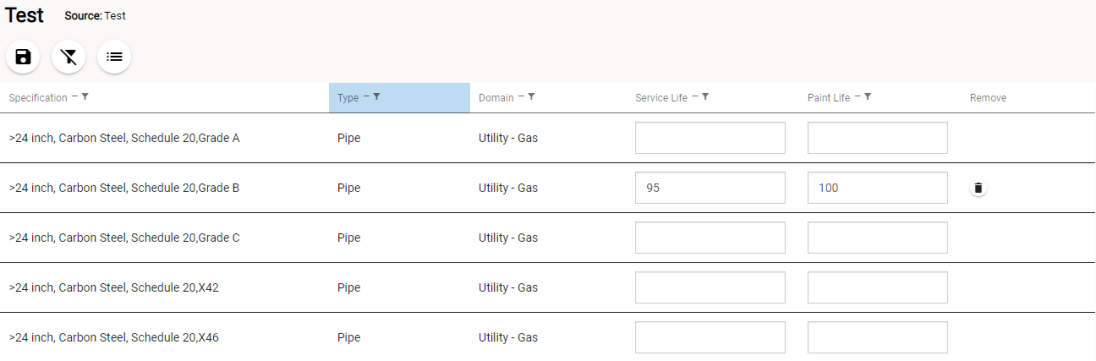 Test Source: Test
Specification Type Domain Service Life Paint Life Remove
>24 inch, Carbon Steel, Schedule 20,Grade A Pipe Utility - Gas
>24 inch, Carbon Steel, Schedule 20,Grade B Pipe Utility - Gas 95 100
>24 inch, Carbon Steel, Schedule 20,Grade C Pipe Utility - Gas
>24 inch, Carbon Steel, Schedule 20,X42 Pipe Utility - Gas
>24 inch, Carbon Steel, Schedule 20,X46 Pipe Utility - Gas